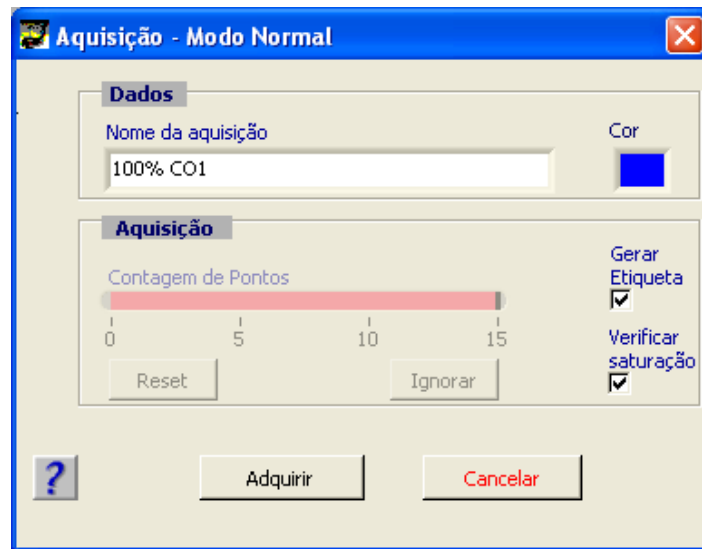 Aquisição - Modo Normal
Dados
Nome da aquisição
Cor
100% CO1
Aquisição
Contagem de Pontos
Gerar
Etiqueta
0 5 10 15
Verificar
saturação
Reset Ignorar
? Adquirir Cancelar